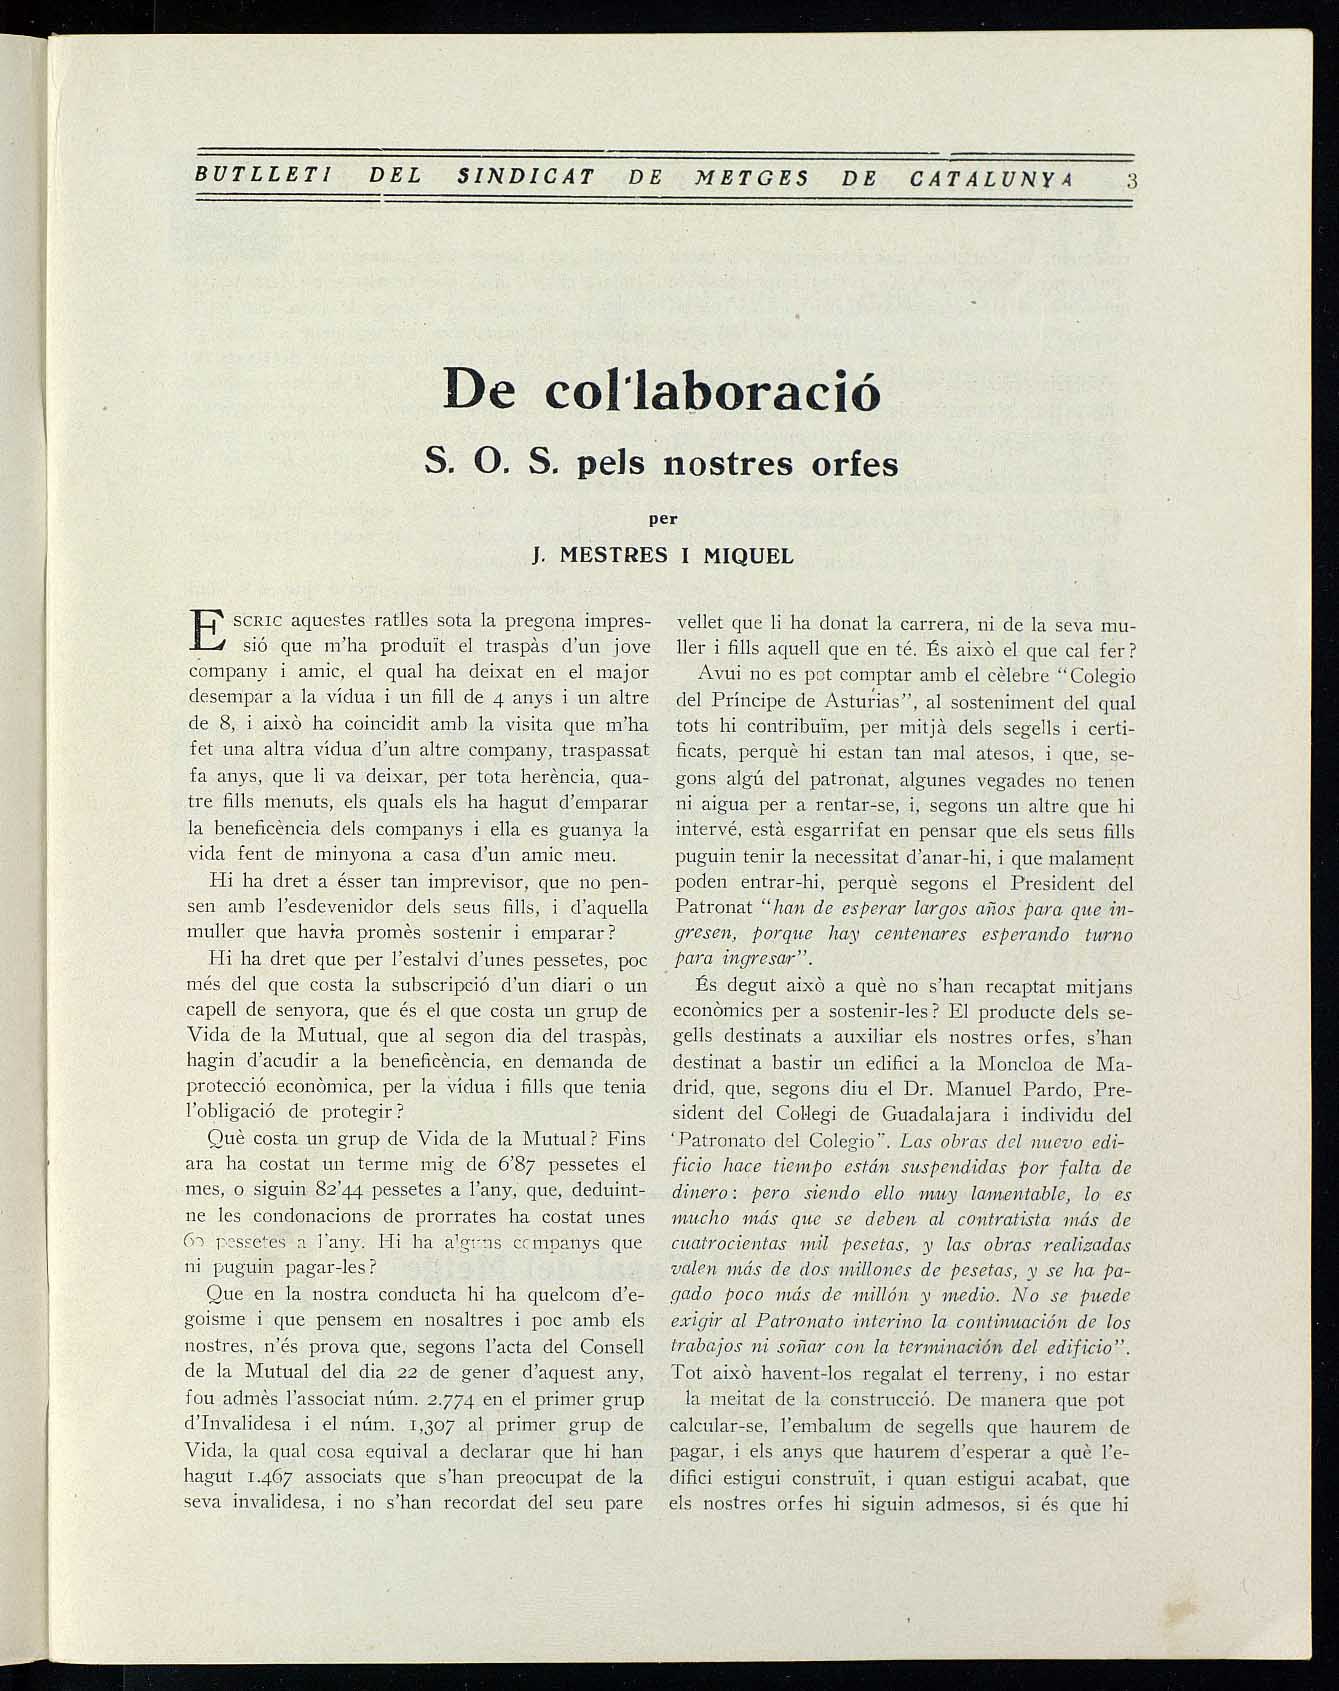 BUTLLETI DEL SINDICAT DE METGES DE CATALUNYA 3
De col·laboració
S. O. S. pels nostres orfes
per
J. MESTRES I MIQUEL
ESCRIC aquestes ratlles sota la pregona impres-
sió que m'ha produït el traspàs d'un jove
company i amic, el qual ha deixat en el major
desempar a la vídua i un fill de 4 anys i un altre
de 8, i això ha coincidit amb la visita que m'ha
fet una altra vídua d'un altre company, traspassat
fa anys, que li va deixar, per tota herència, qua-
tre fills menuts, els quals els ha hagut d'emparar
la beneficència dels companys i ella es guanya la
vida fent de minyona a casa d'un amic meu.
Hi ha dret a ésser tan imprevisor, que no pen-
sen amb l'esdevenidor dels seus fills, i d'aquella
muller que havia promès sostenir i emparar?
Hi ha dret que per l'estalvi d'unes pessetes, poc
més del que costa la subscripció d'un diari o un
capell de senyora, que és el que costa un grup de
Vida de la Mutual, que al segon dia del traspàs,
hagin d'acudir a la beneficència, en demanda de
protecció econòmica, per la vídua i fills que tenia
l'obligació de protegir?
Què costa un grup de Vida de la Mutual? Fins
ara ha costat un terme mig de 6'87 pessetes el
mes, o siguin 82'44 pessetes a l'any, que, deduint-
ne les condonacions de prorrates ha costat unes
60 pessetes a l'any. Hi ha alguns companys que
ni puguin pagar-les?
Que en la nostra conducta hi ha quelcom d'e-
goisme i que pensem en nosaltres i poc amb els
nostres, n'és prova que, segons l'acta del Consell
de la Mutual del dia 22 de gener d'aquest any,
fou admès l'associat núm. 2.774 en el primer grup
d'Invalidesa i el núm. 1,307 al primer grup de
Vida, la qual cosa equival a declarar que hi han
hagut 1.467 associats que s'han preocupat de la
seva invalidesa, i no s'han recordat del seu pare
vellet que li ha donat la carrera, ni de la seva mu-
ller i fills aquell que en té. És això el que cal fer?
Avui no es pot comptar amb el cèlebre "Colegio
del Príncipe de Asturias", al sosteniment del qual
tots hi contribuïm, per mitjà dels segells i certi-
ficats, perquè hi estan tan mal atesos, i que, se-
gons algú del patronat, algunes vegades no tenen
ni aigua per a rentar-se, i, segons un altre que hi
intervé, està esgarrifat en pensar que els seus fills
puguin tenir la necessitat d'anar-hi, i que malament
poden entrar-hi, perquè segons el President del
Patronat "han de esperar largos años para que in-
gresen, porque hay centenares esperando turno
para ingresar".
És degut això a què no s'han recaptat mitjans
econòmics per a sostenir-les? El producte dels se-
gells destinats a auxiliar els nostres orfes, s'han
destinat a bastir un edifici a la Moncloa de Ma-
drid, que, segons diu el Dr. Manuel Pardo, Pre-
sident del Col·legi de Guadalajara i individu del
'Patronato del Colegio". Las obras del nuevo edi-
ficio hace tiempo están suspendidas por falta de
dinero: pero siendo ello muy lamentable, lo es
mucho más que se deben al contratista más de
cuatrocientas mil pesetas, y las obras realizadas
valen más de dos millones de pesetas, y se ha pa-
gado poco más de millón y medio. No se puede
exigir al Patronato interino la continuación de los
trabajos ni soñar con la terminación del edificio".
Tot això havent-los regalat el terreny, i no estar
la meitat de la construcció. De manera que pot
calcular-se, l'embalum de segells que haurem de
pagar, i els anys que haurem d'esperar a què l'e-
difici estigui construït, i quan estigui acabat, que
els nostres orfes hi siguin admesos, si és que hi